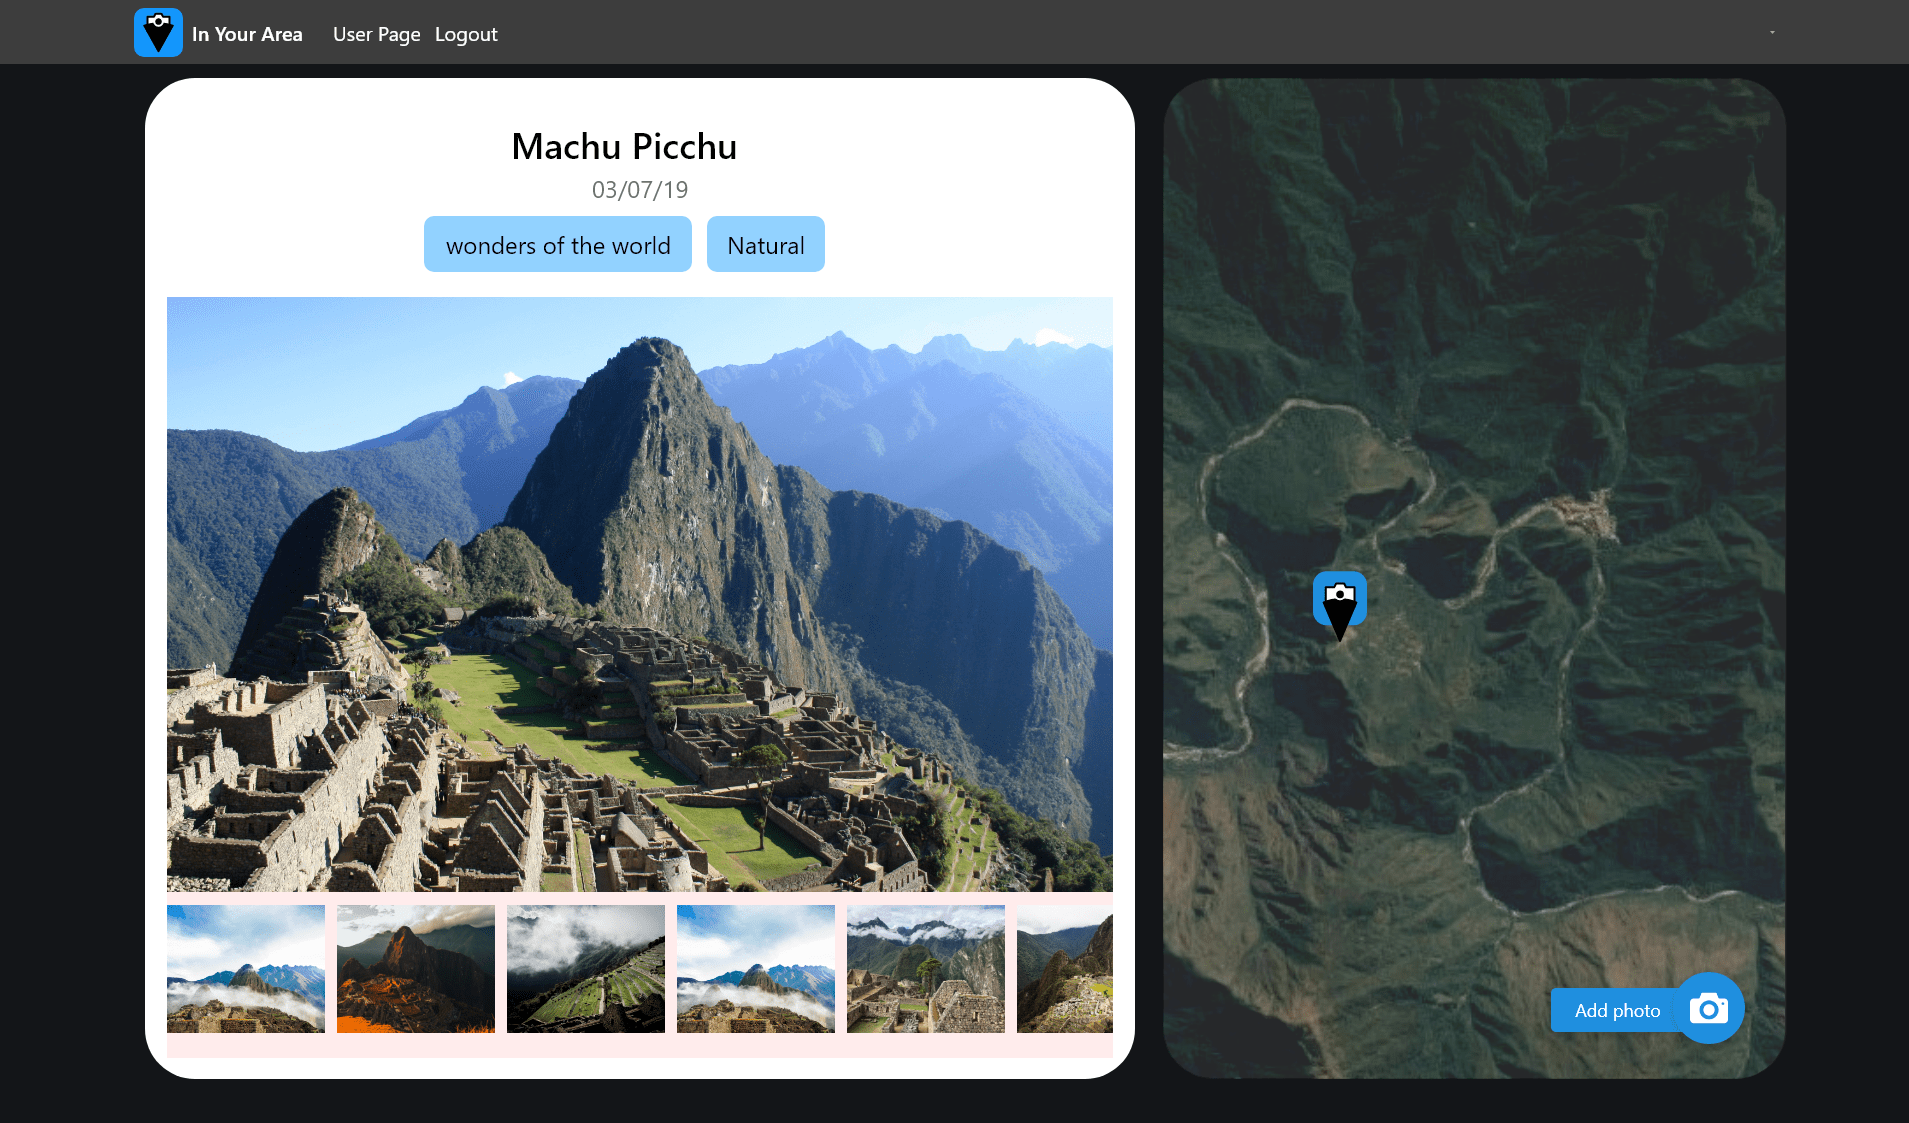 In Your Area
User Page
Logout
Machu Picchu
03/07/19
wonders of the world
Natural
Add photo